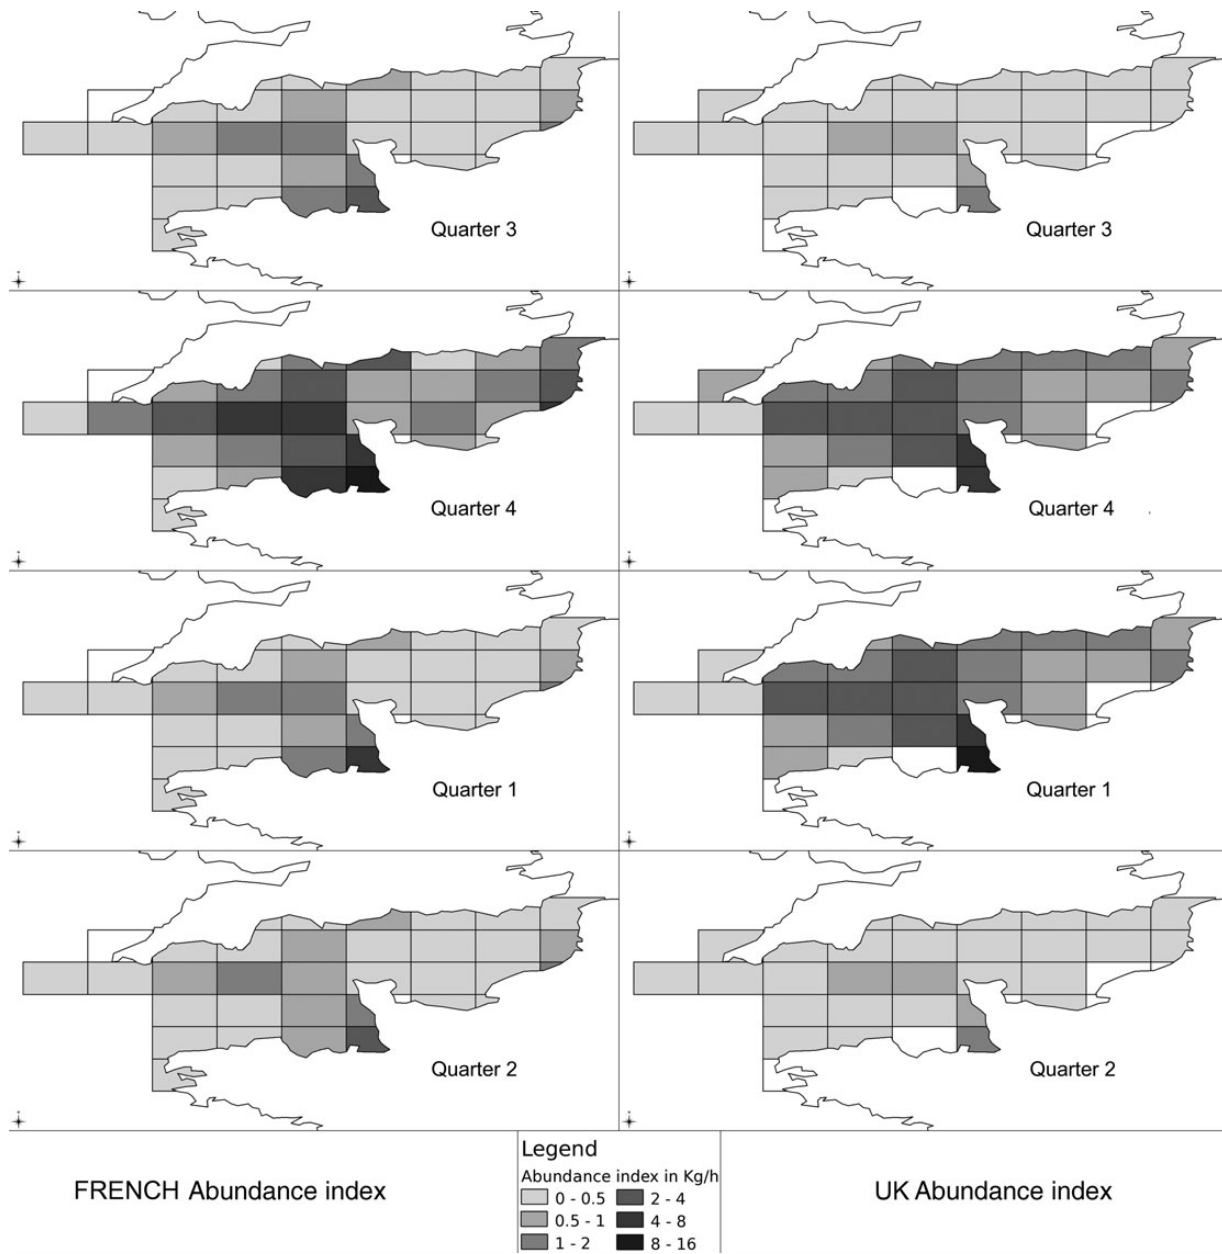 Quarter 3
Quarter 3
Quarter 4
Quarter 4
Quarter 1
Quarter 1
Quarter 2
Quarter 2
FRENCH Abundance index
Legend
Abundance index in Kg/h
0 - 0.5
2 - 4
0.5 - 1
4 - 8
1 - 2
8 - 16
UK Abundance index